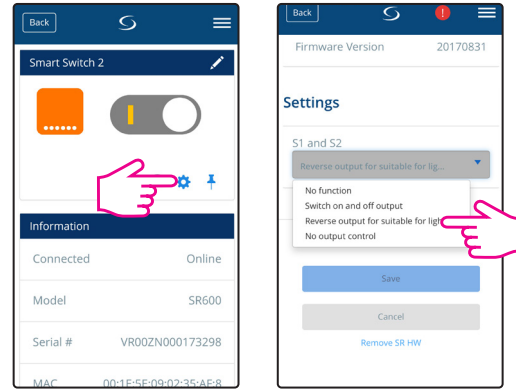 Back
Smart Switch 2
Information
Connected Online
Model SR600
Serial # VR00ZN000173298
MAC 00:1E:5E:09:02:35:AE:8
Back
Firmware Version 20170831
Settings
S1 and S2
Reverse output for suitable for lig...
No function
Switch on and off output
Reverse output for suitable for ligh
No output control
Save
Cancel
Remove SR HW